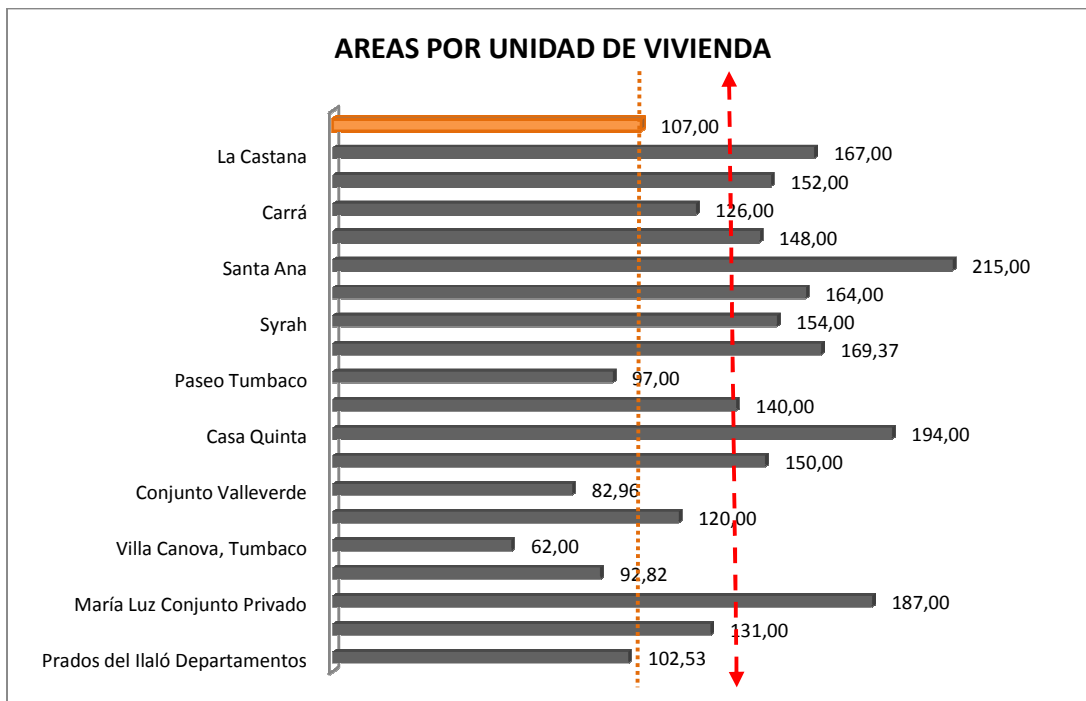 AREAS POR UNIDAD DE VIVIENDA
107,00
La Castana 167,00
152,00
Carrá 126,00
148,00
Santa Ana 215,00
164,00
Syrah 154,00
169,37
Paseo Tumbaco 97,00
140,00
Casa Quinta 194,00
150,00
Conjunto Valleverde 82,96
120,00
Villa Canova, Tumbaco 62,00
92,82
María Luz Conjunto Privado 187,00
131,00
Prados del Ilaló Departamentos 102,53